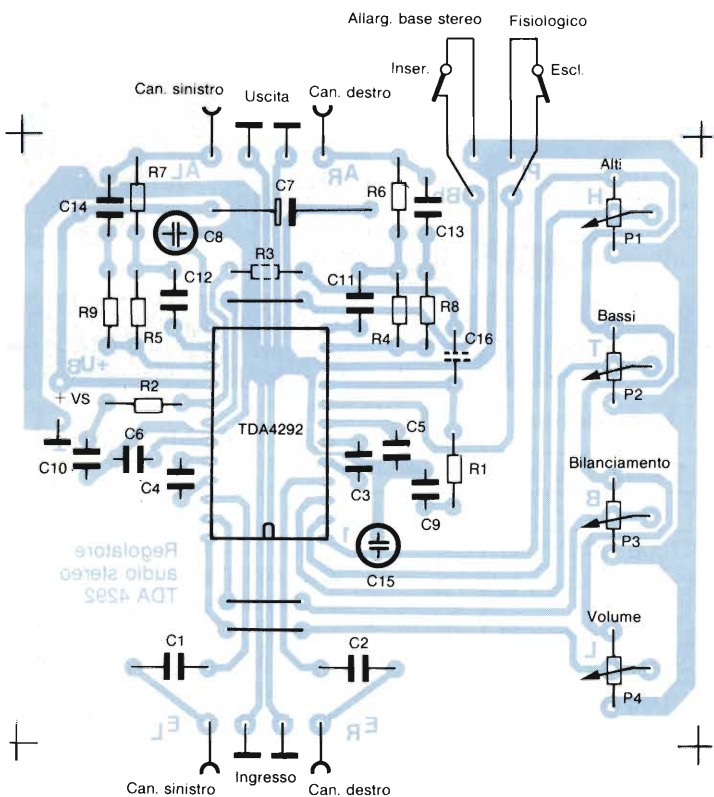 Allarg. base stereo
Fisiologico
Inser.
Escl.
Can. sinistro
Uscita
Can. destro
AL
AR
Bb
P
R7
C14
C8
C7
R6
C13
Alti
H
P1
R3
C12
C11
R9
R5
R4
R8
C16
Bassi
T
P2
+UB
+ VS
R2
TDA4292
C10
C6
C4
C5
C3
C9
R1
Bilanciamento
B
P3
1
C15
Regolatore
audio stereo
TDA 4292
Volume
L
P4
C1
C2
EL
ER
Can. sinistro
Ingresso
Can. destro